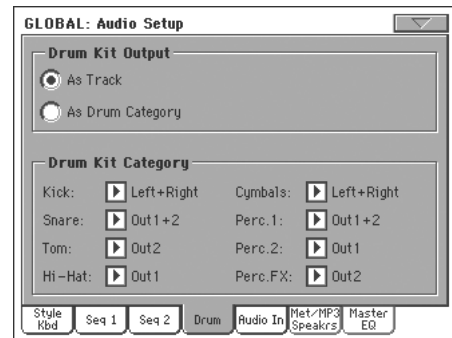 GLOBAL: Audio Setup
Drum Kit Output
As Track
As Drum Category
Drum Kit Category
Kick: Left+Right Cymbals: Left+Right
Snare: Out1+2 Perc.1: Out1+2
Tom: Out2 Perc.2: Out1
Hi-Hat: Out1 Perc.FX: Out2
Style Kbd Seq 1 Seq 2 Drum Audio In Met/MP3 Speakrs Master EQ